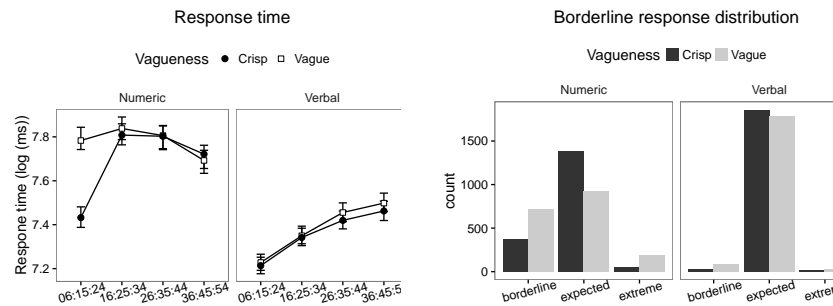 Response time
Vagueness Crisp Vague
Numeric Verbal
Respone time (log (ms))
7.8
7.6
7.4
7.2
06:15:24 16:25:34 26:35:44 36:45:54 06:15:24 16:25:34 26:35:44 36:45:54
Borderline response distribution
Vagueness Crisp Vague
Numeric Verbal
count
1500
1000
500
0
borderline expected extreme borderline expected